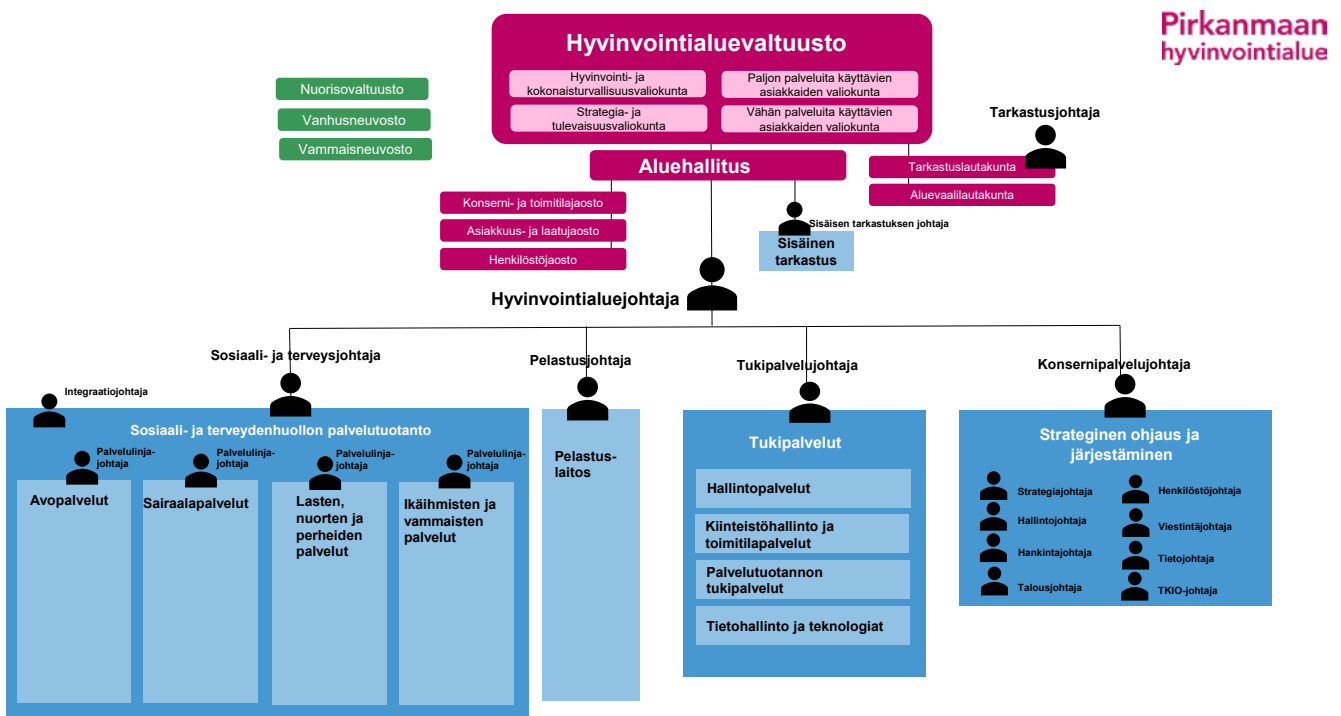 Pirkanmaan
hyvinvointialue
Hyvinvointialuevaltuusto
Hyvinvointi- ja
kokonaisturvallisuusvaliokunta
Paljon palveluita käyttävien
asiakkaiden valiokunta
Strategia- ja
tulevaisuusvaliokunta
Vähän palveluita käyttävien
asiakkaiden valiokunta
Nuorisovaltuusto
Vanhusneuvosto
Vammaisneuvosto
Tarkastusjohtaja
Aluehallitus
Tarkastuslautakunta
Aluevaalilautakunta
Konserni- ja toimitilajaosto
Asiakkuus- ja laatujaosto
Henkilöstöjaosto
Sisäisen tarkastuksen johtaja
Sisäinen
tarkastus
Hyvinvointialuejohtaja
Sosiaali- ja terveysjohtaja
Pelastusjohtaja
Tukipalvelujohtaja
Konsernipalvelujohtaja
Integraatiojohtaja
Sosiaali- ja terveydenhuollon palvelutuotanto
Palvelulinja-
johtaja
Palvelulinja-
johtaja
Palvelulinja-
johtaja
Palvelulinja-
johtaja
Avopalvelut
Sairaalapalvelut
Lasten,
nuorten ja
perheiden
palvelut
Ikäihmisten ja
vammaisten
palvelut
Pelastus-
laitos
Tukipalvelut
Hallintopalvelut
Kiinteistöhallinto ja
toimitilapalvelut
Palvelutuotannon
tukipalvelut
Tietohallinto ja teknologiat
Strateginen ohjaus ja
järjestäminen
Strategiajohtaja
Henkilöstöjohtaja
Hallintojohtaja
Viestintäjohtaja
Hankintajohtaja
Tietojohtaja
Talousjohtaja
TKIO-johtaja